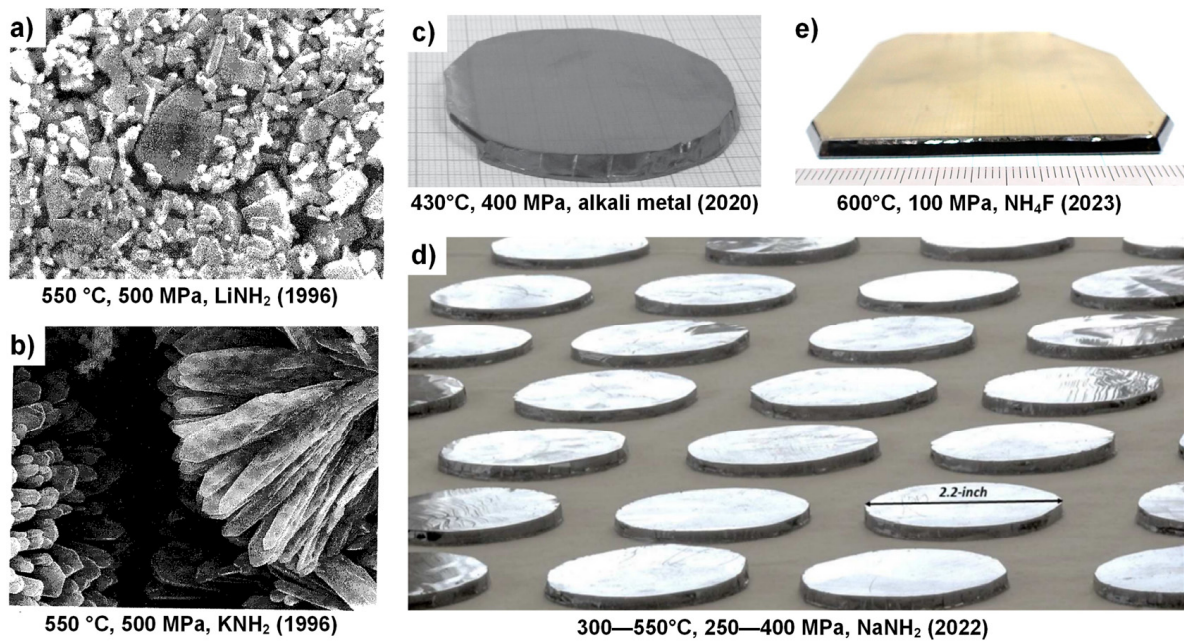 a)
550 °C, 500 MPa, LiNH₂ (1996)
b)
550 °C, 500 MPa, KNH₂ (1996)
c)
430°C, 400 MPa, alkali metal (2020)
e)
600°C, 100 MPa, NH₄F (2023)
d)
2.2-inch
300—550°C, 250—400 MPa, NaNH₂ (2022)